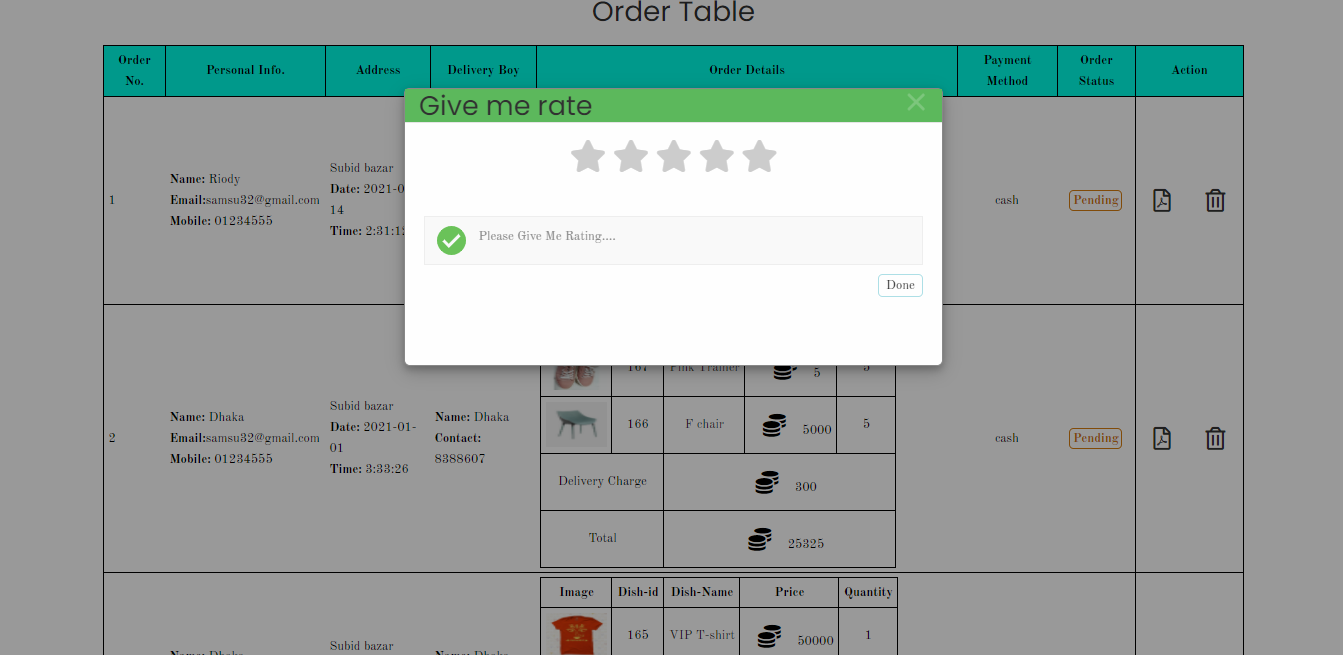 Order Table
Order No.
Personal Info.
Address
Delivery Boy
Order Details
Payment Method
Order Status
Action
Give me rate
Please Give Me Rating....
Done
1
Name: Riody
Email:samsu32@gmail.com
Mobile: 01234555
Subid bazar
Date: 2021-0
14
Time: 2:31:1
cash
Pending
2
Name: Dhaka
Email:samsu32@gmail.com
Mobile: 01234555
Subid bazar
Date: 2021-01-
01
Time: 3:33:26
Name: Dhaka
Contact:
8388607
167 Pink Trainer 5 5
166 F chair 5000 5
Delivery Charge 300
Total 25325
cash
Pending
Image Dish-id Dish-Name Price Quantity
165 VIP T-shirt 50000 1
Subid bazar
Name: Dhaka
Name: Dhaka